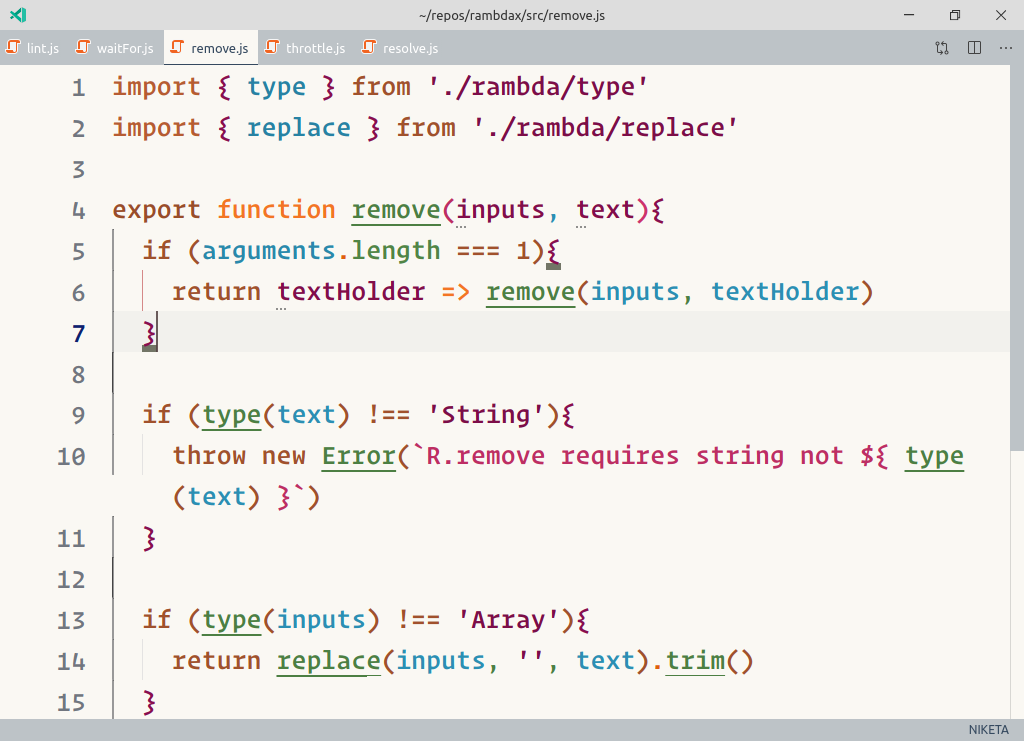 ~/repos/rambdax/src/remove.js
lint.js waitFor.js remove.js throttle.js resolve.js
1 import { type } from './rambda/type'
2 import { replace } from './rambda/replace'
3
4 export function remove(inputs, text){
5 if (arguments.length === 1){
6 return textHolder => remove(inputs, textHolder)
7 }
8
9 if (type(text) !== 'String'){
10 throw new Error(`R.remove requires string not ${ type
(text) }`)
11 }
12
13 if (type(inputs) !== 'Array'){
14 return replace(inputs, '', text).trim()
15 }
NIKETA